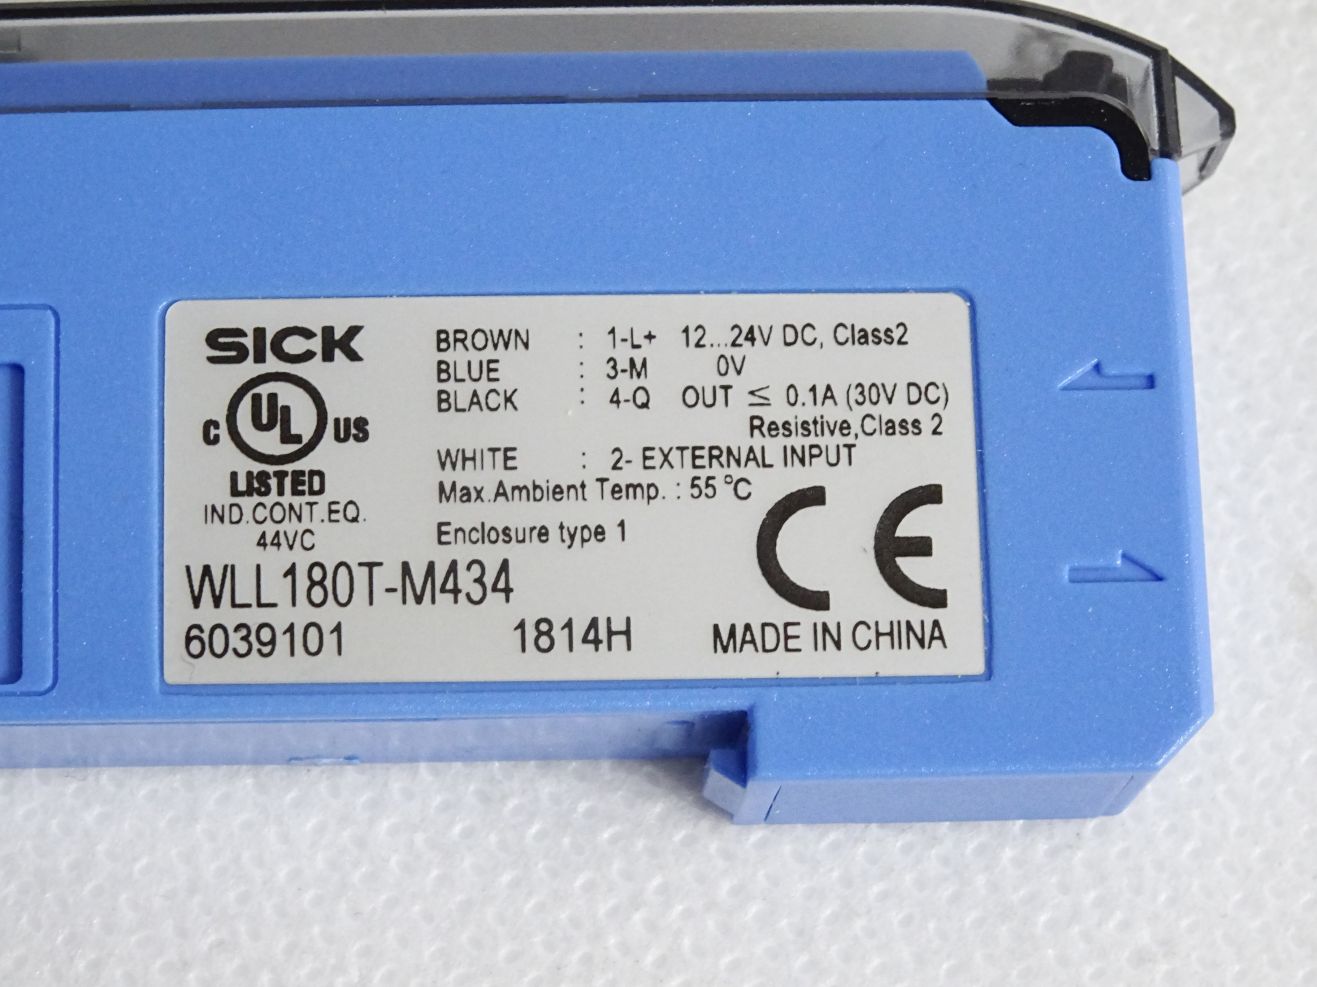 SICK
C UL US
LISTED
IND.CONT.EQ.
44VC
BROWN : 1-L+ 12...24V DC, Class2
BLUE : 3-M 0V
BLACK : 4-Q OUT ≤ 0.1A (30V DC)
Resistive,Class 2
WHITE : 2- EXTERNAL INPUT
Max.Ambient Temp. : 55 °C
Enclosure type 1
CE
WLL180T-M434
6039101 1814H MADE IN CHINA